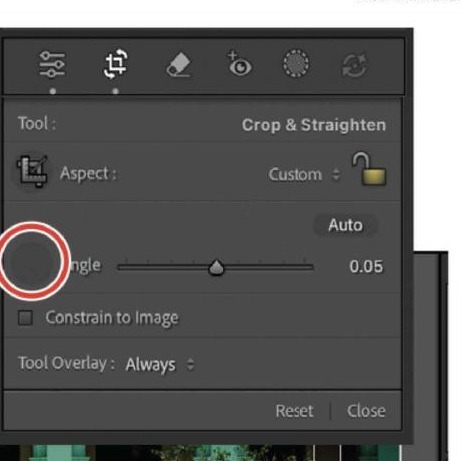 Tool : Crop & Straighten
Aspect : Custom
Auto
ngle 0.05
Constrain to Image
Tool Overlay : Always
Reset Close